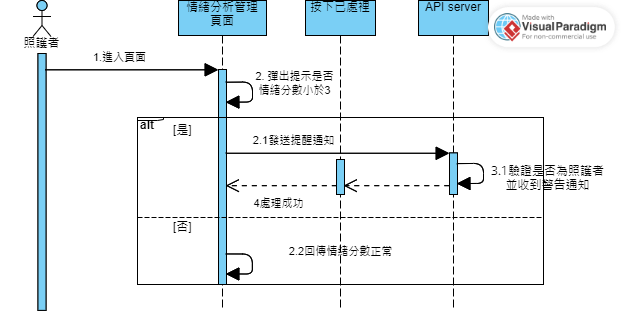 情緒分析管理
頁面
按下已處裡
API server
Made with
VisualParadigm
For non-commercial use
照護者
1.進入頁面
2. 彈出提示是否
情緒分數小於3
alt
[是]
2.1發送提醒通知
3.1驗證是否為照護者
並收到警告通知
4處理成功
[否]
2.2回傳情緒分數正常